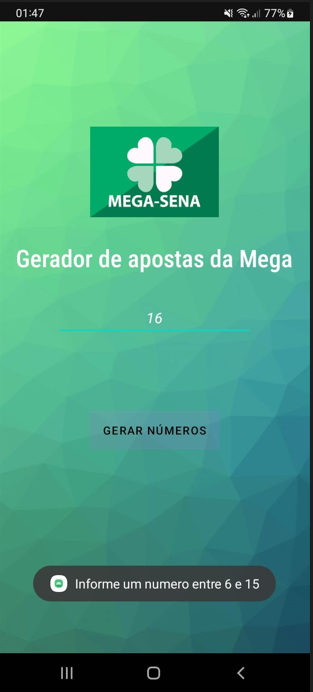 01:47
77%
MEGA-SENA
Gerador de apostas da Mega
16
GERAR NÚMEROS
Informe um numero entre 6 e 15